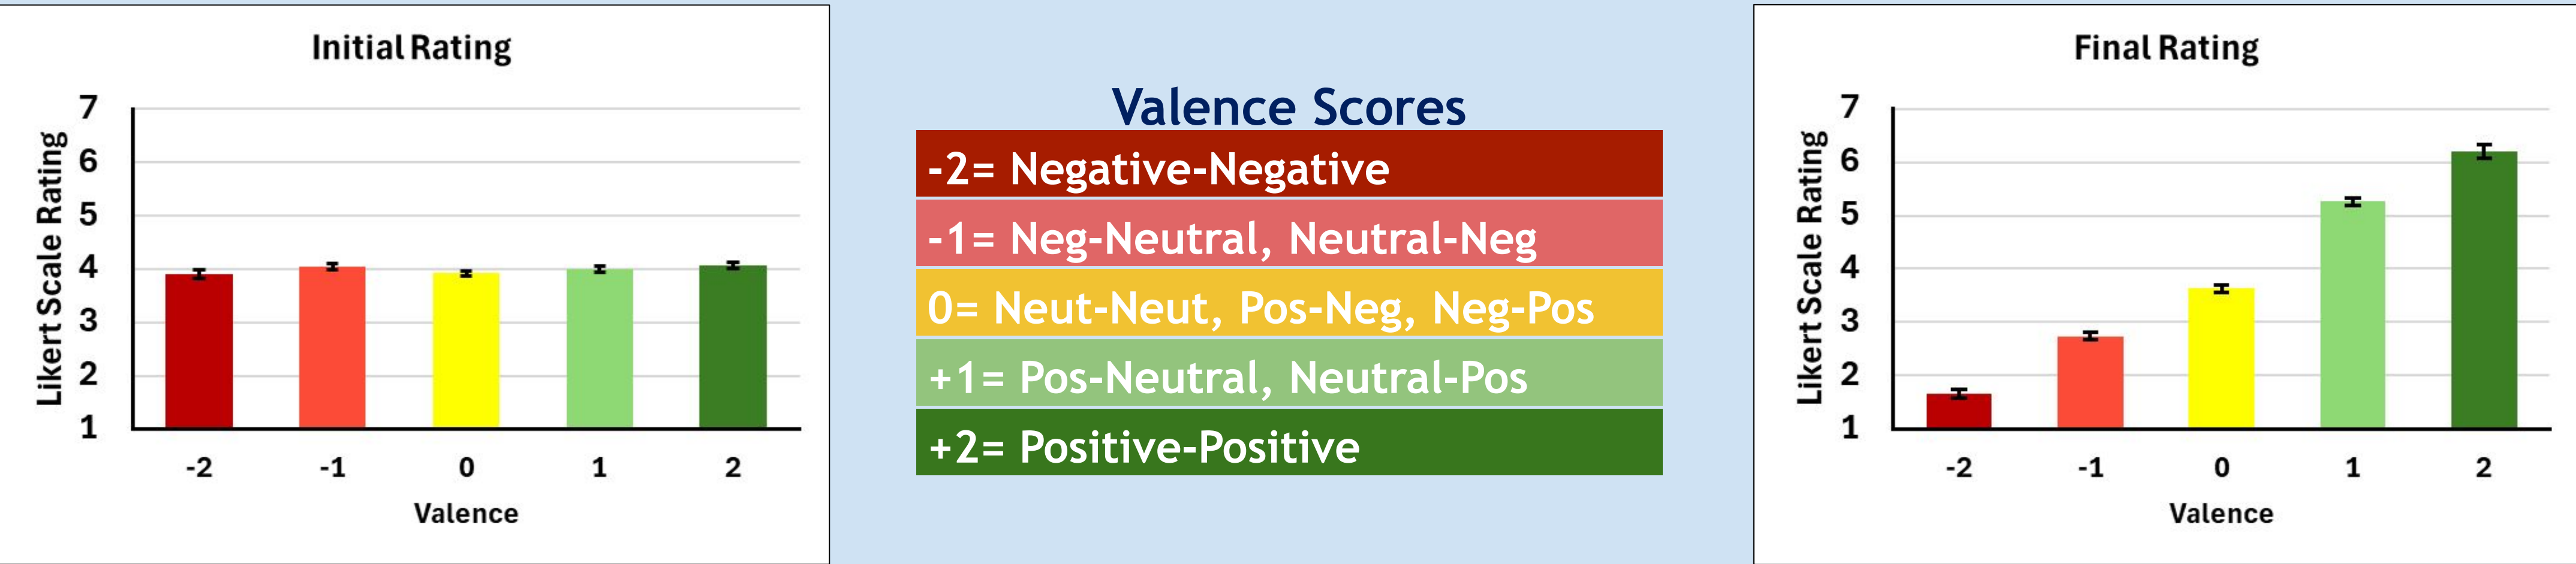 Initial Rating
Likert Scale Rating
7
6
5
4
3
2
1
-2 -1 0 1 2
Valence
Valence Scores
-2= Negative-Negative
-1= Neg-Neutral, Neutral-Neg
0= Neut-Neut, Pos-Neg, Neg-Pos
+1= Pos-Neutral, Neutral-Pos
+2= Positive-Positive
Final Rating
Likert Scale Rating
7
6
5
4
3
2
1
-2 -1 0 1 2
Valence